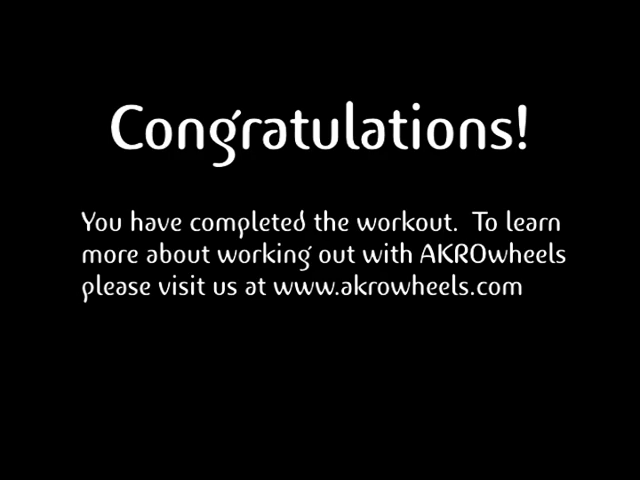 Congratulations!
You have completed the workout.  To learn
more about working out with AKROwheels
please visit us at www.akrowheels.com